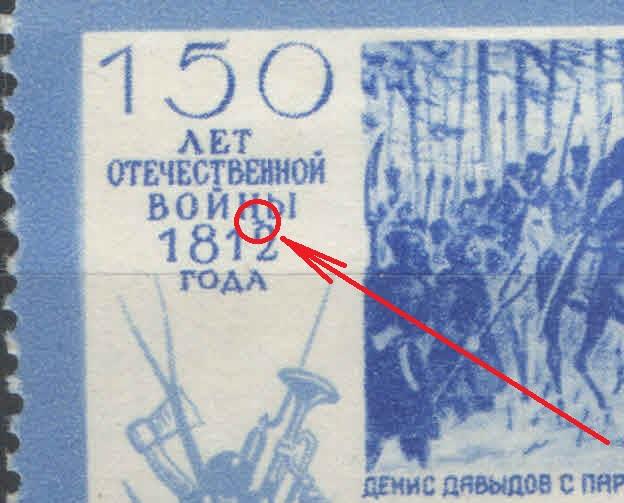 150
ЛЕТ
ОТЕЧЕСТВЕННОЙ
ВОЙНЫ
1812
ГОДА
ДЕНИС ДАВЫДОВ С ПАР